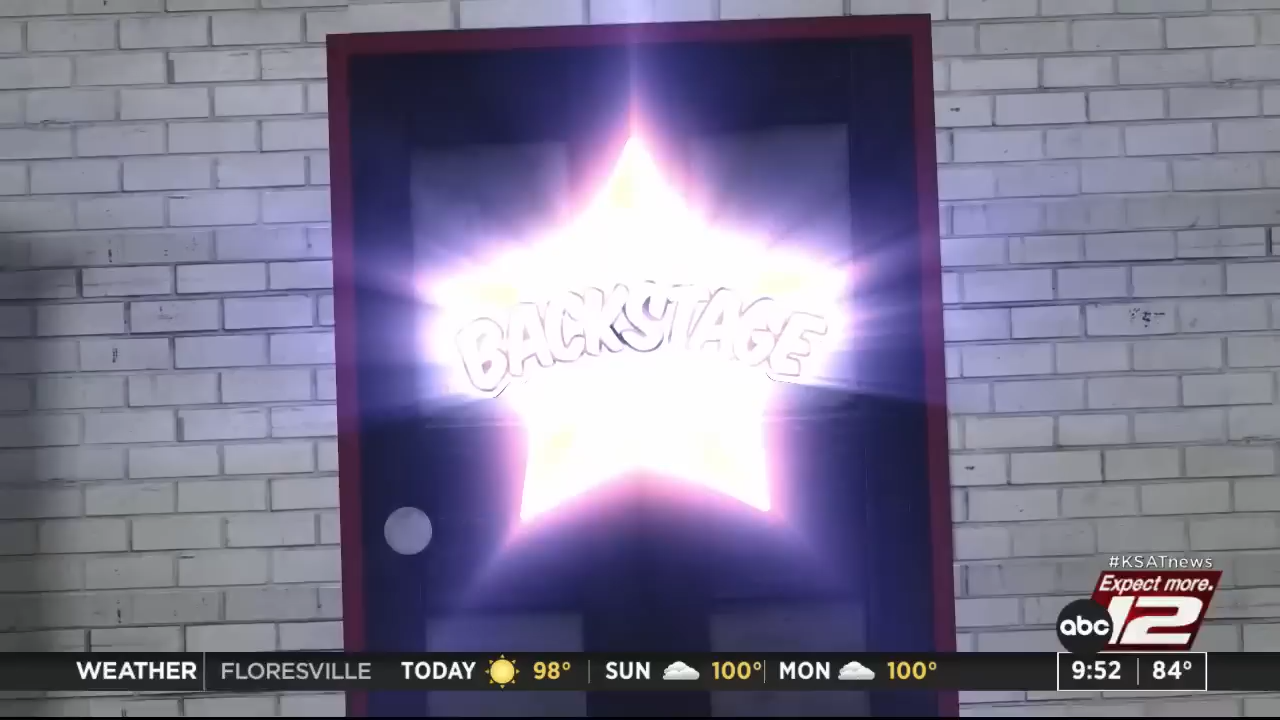 BACKSTAGE
#KSATnews
Expect more.
abc 12
WEATHER FLORESVILLE TODAY 98° SUN 100° MON 100° 9:52 84°